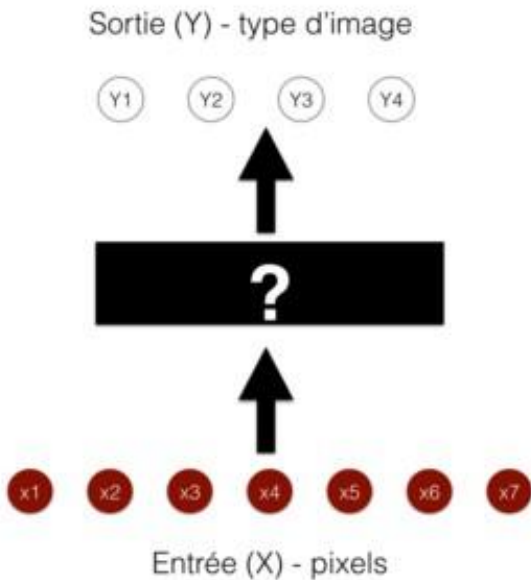 Sortie (Y) - type d'image
Y1 Y2 Y3 Y4
?
x1 x2 x3 x4 x5 x6 x7
Entrée (X) - pixels